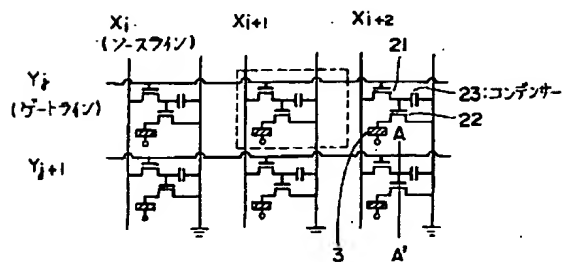 Xi Xi+1 Xi+2
(ソースライン)
21
Yj
(ゲートライン)
23:コンデンサー
22
A
Yj+1
3
A'